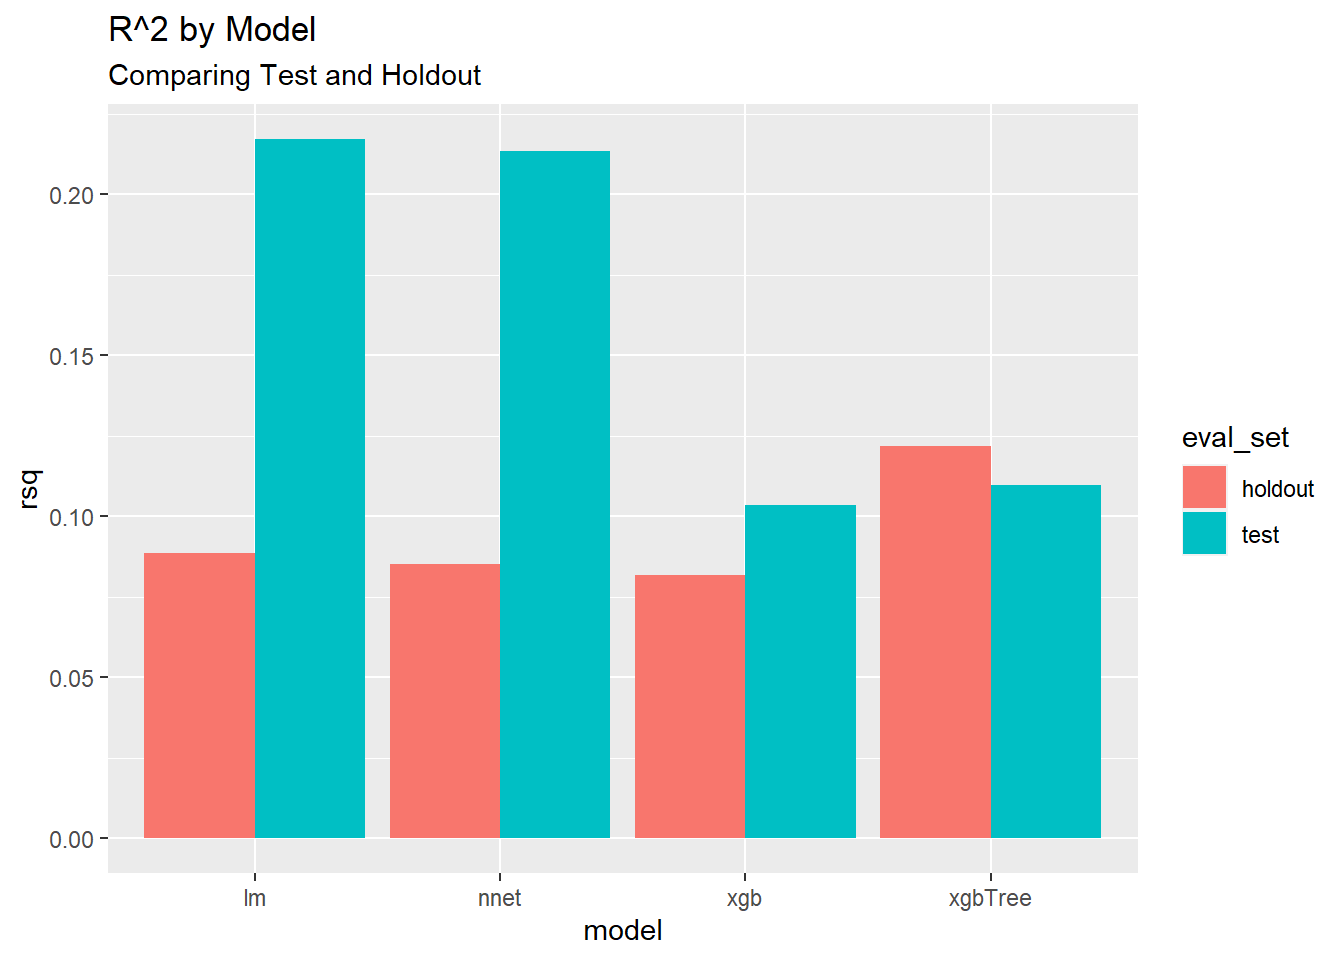 R^2 by Model
Comparing Test and Holdout
0.20
0.15
0.10
0.05
0.00
rsq
lm nnet xgb xgbTree
model
eval_set
holdout
test